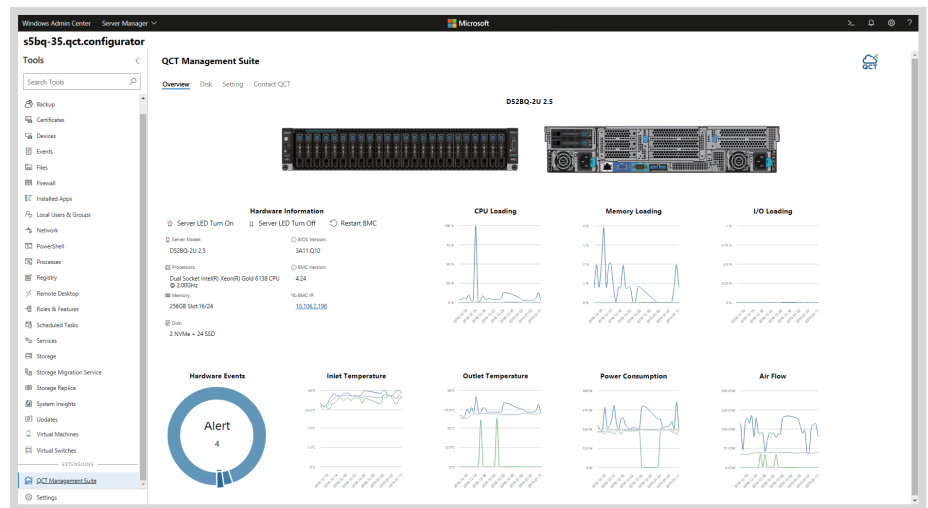 Windows Admin Center Server Manager
Microsoft
s5bq-35.qct.configurator
Tools
Search Tools
Backup
Certificates
Devices
Events
Files
Firewall
Installed Apps
Local Users & Groups
Network
PowerShell
Processes
Registry
Remote Desktop
Roles & Features
Scheduled Tasks
Services
Storage
Storage Migration Service
Storage Replica
System Insights
Updates
Virtual Machines
Virtual Switches
EXTENSIONS
QCT Management Suite
Settings
QCT Management Suite
QCT
Overview Disk Setting Contact QCT
D52BQ-2U 2.5
Hardware Information
Server LED Turn On Server LED Turn Off Restart BMC
Server Model: BIOS Version:
D52BQ-2U 2.5 3A11.Q10
Processors: BMC Version:
Dual Socket Intel(R) Xeon(R) Gold 6138 CPU 4.24
@ 2.00GHz
Memory: BMC IP:
256GB Slot:16/24 10.106.2.196
Disk:
2 NVMe + 24 SSD
CPU Loading
Memory Loading
I/O Loading
Hardware Events
Alert
4
Inlet Temperature
Outlet Temperature
Power Consumption
Air Flow